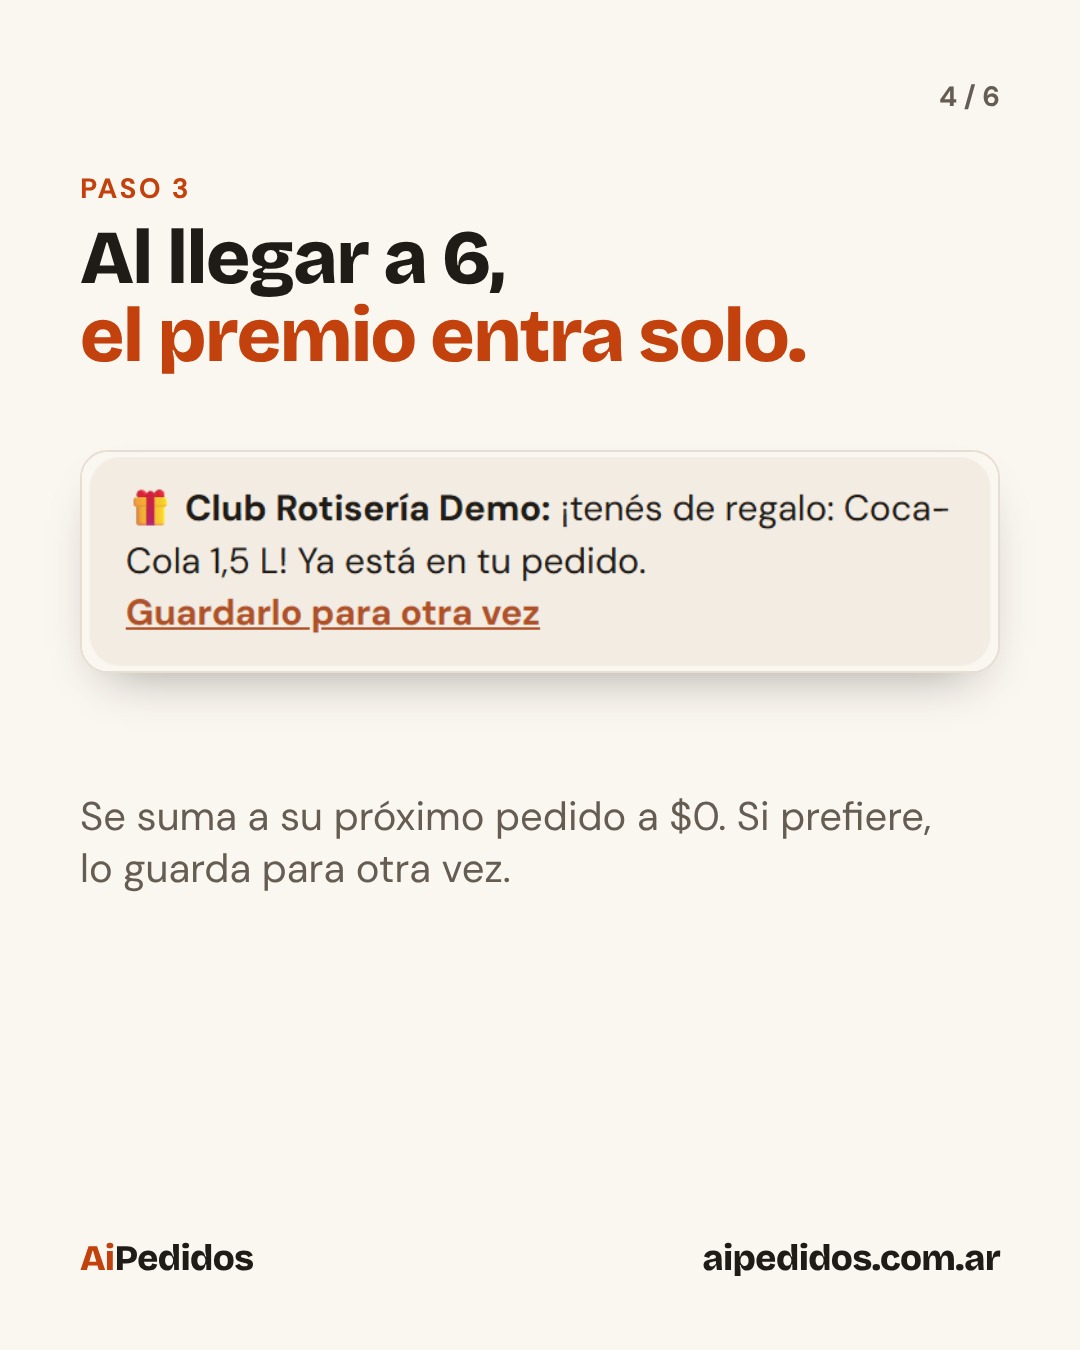 4 / 6
PASO 3
Al llegar a 6,
el premio entra solo.
🎁 Club Rotisería Demo: ¡tenés de regalo: Coca-
Cola 1,5 L! Ya está en tu pedido.
Guardarlo para otra vez
Se suma a su próximo pedido a $0. Si prefiere,
lo guarda para otra vez.
AiPedidos
aipedidos.com.ar